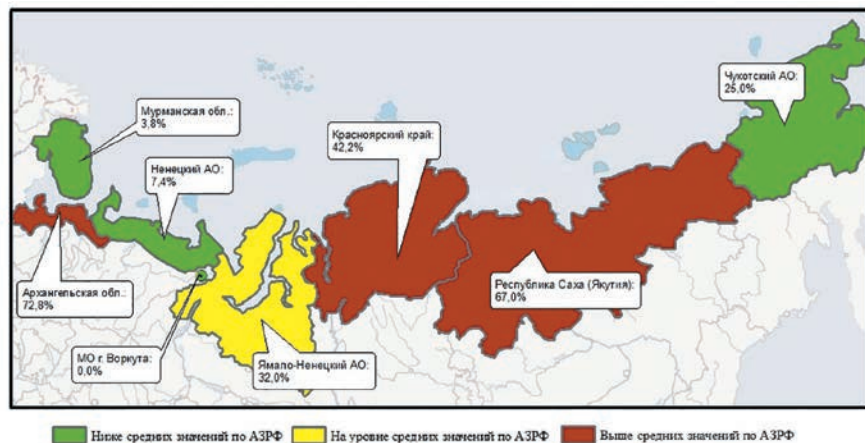 Мурманская обл.:
3,8%
Ненецкий АО:
7,4%
Архангельская обл.:
72,8%
МО г. Воркута:
0,0%
Ямало-Ненецкий АО:
32,0%
Красноярский край:
42,2%
Республика Саха (Якутия):
67,0%
Чукотский АО:
25,0%
Ниже средних значений по АЗРФ
На уровне средних значений по АЗРФ
Выше средних значений по АЗРФ